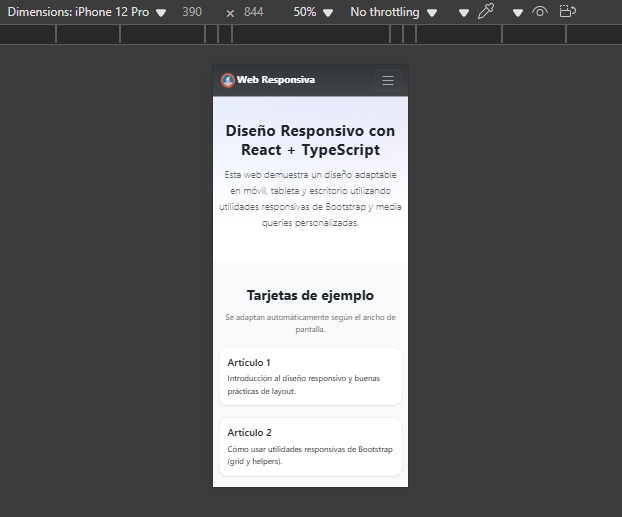 Dimensions: iPhone 12 Pro 390 × 844 50% No throttling
Web Responsiva
Diseño Responsivo con
React + TypeScript
Esta web demuestra un diseño adaptable
en móvil, tableta y escritorio utilizando
utilidades responsivas de Bootstrap y media
queries personalizadas.
Tarjetas de ejemplo
Se adaptan automáticamente según el ancho de
pantalla.
Artículo 1
Introducción al diseño responsivo y buenas
prácticas de layout.
Artículo 2
Cómo usar utilidades responsivas de Bootstrap
(grid y helpers).